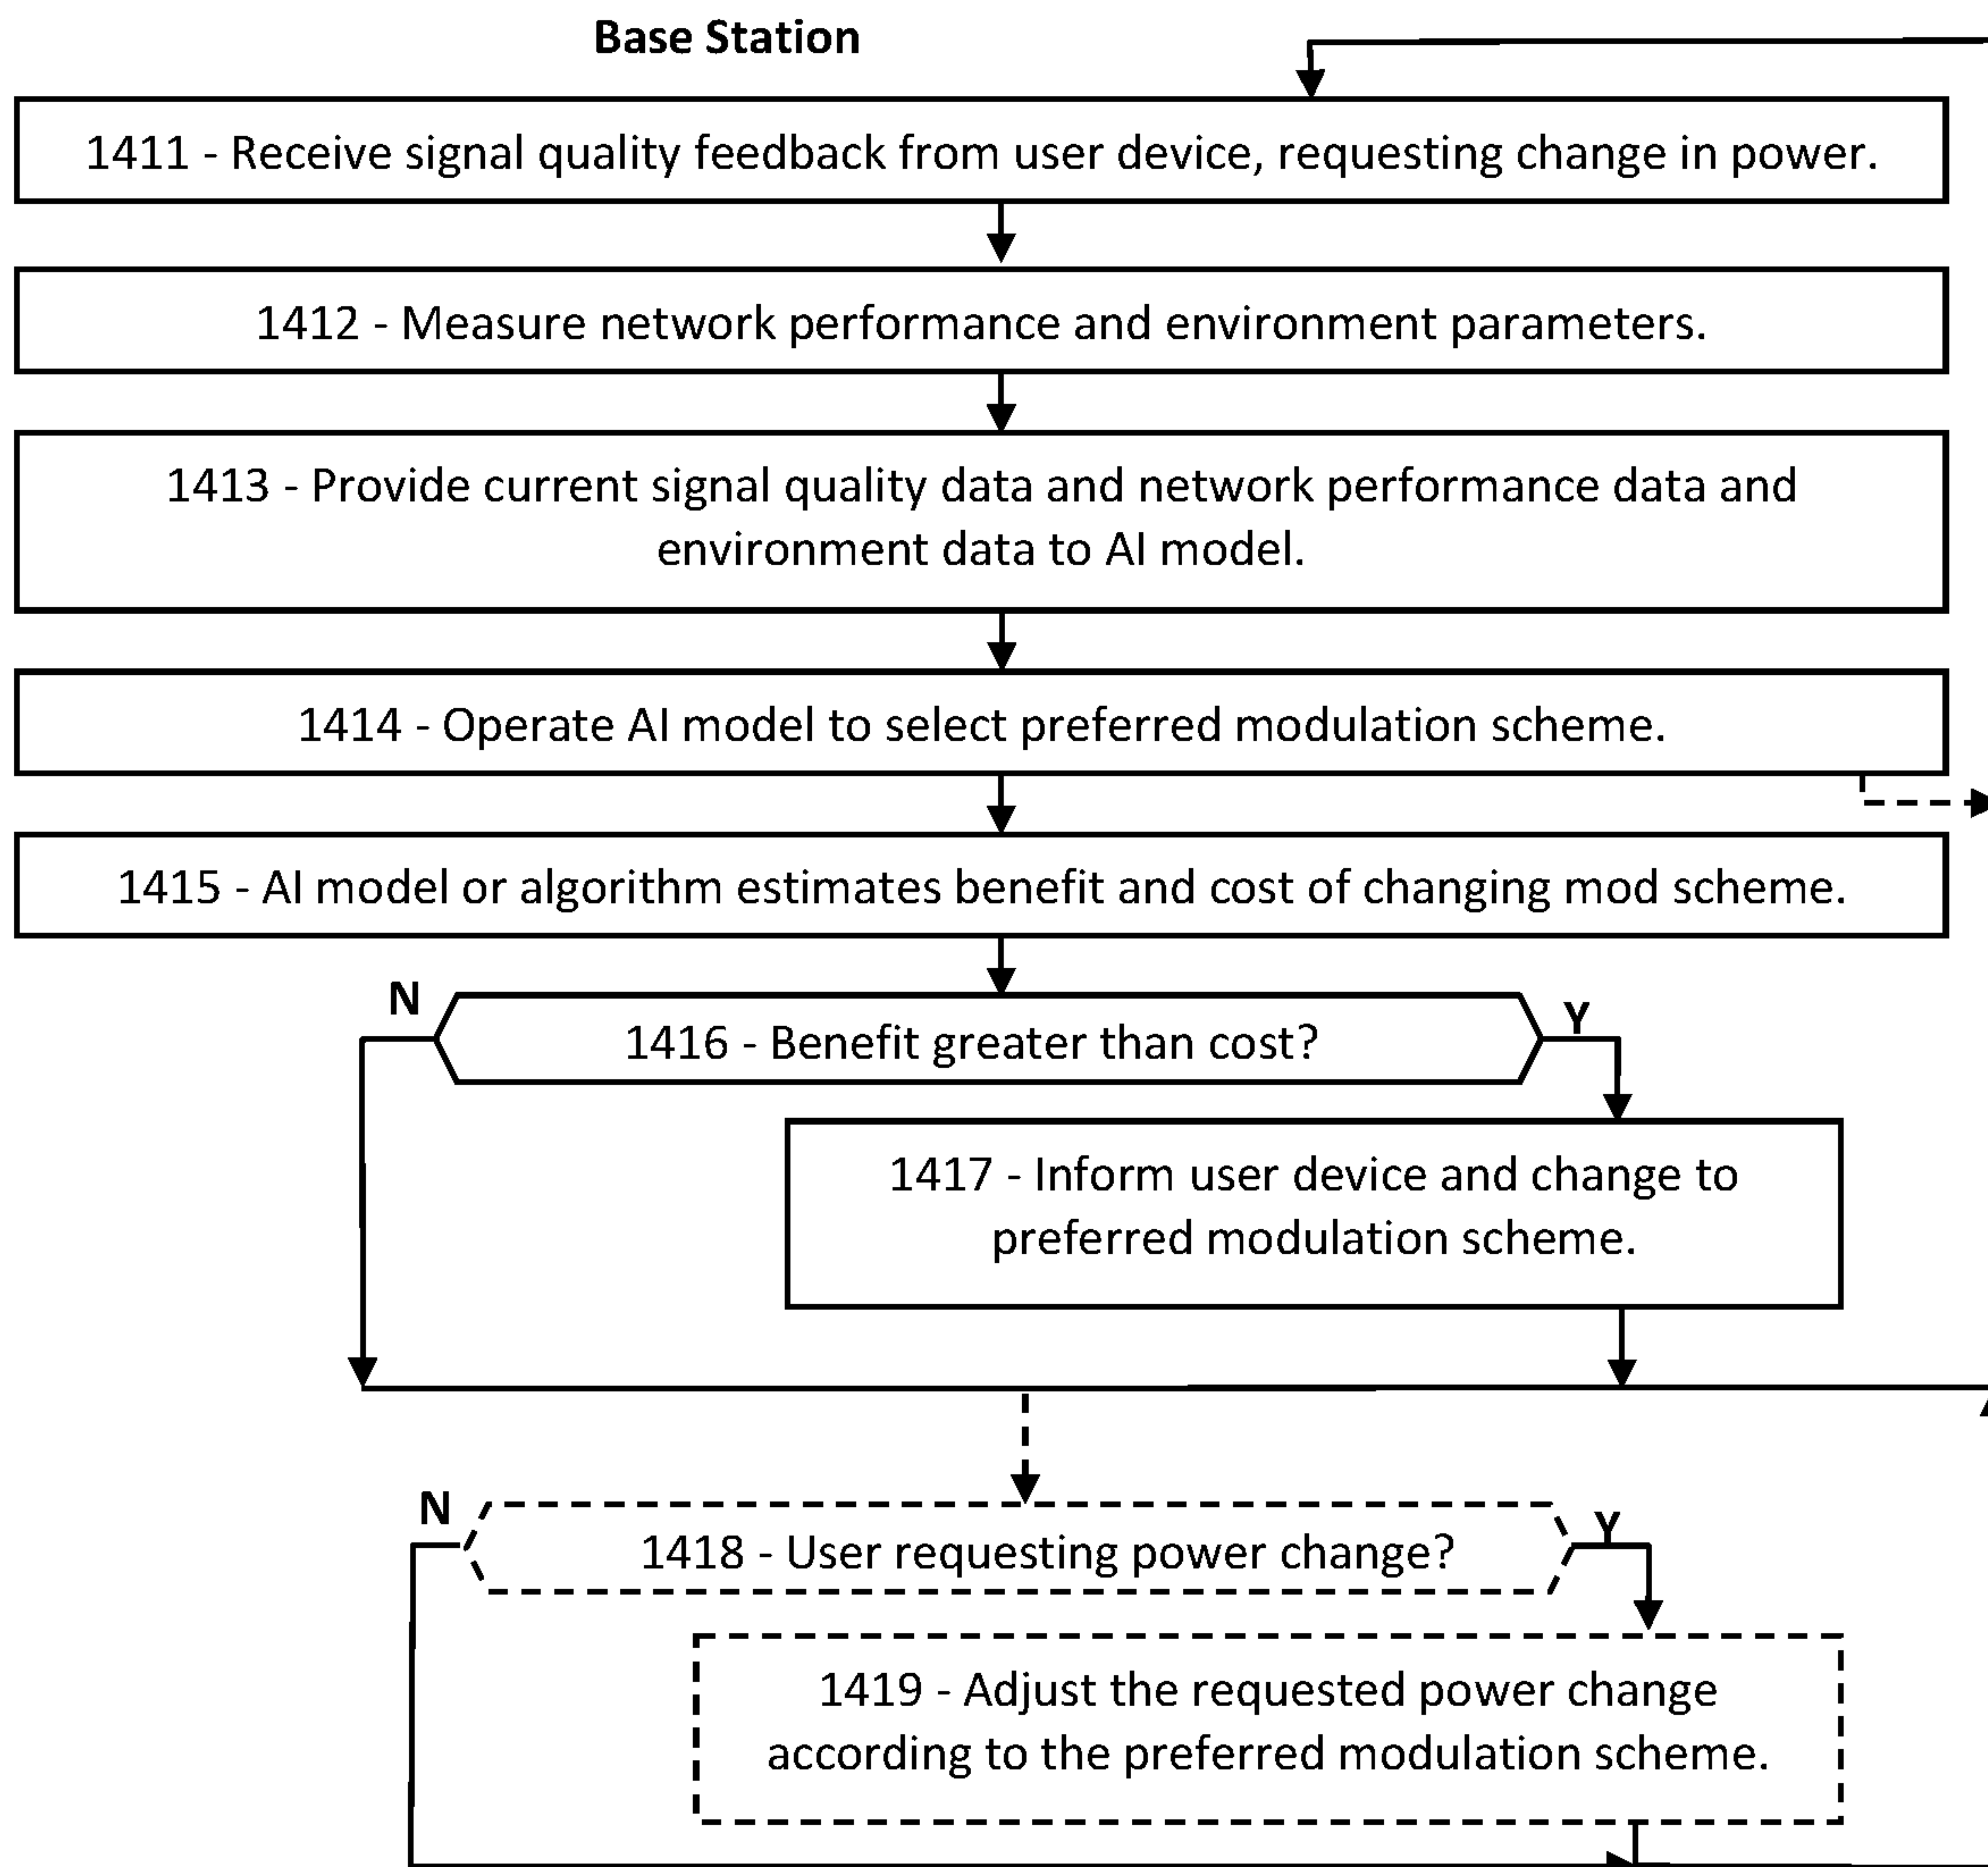 Base Station
1411 - Receive signal quality feedback from user device, requesting change in power.
1412 - Measure network performance and environment parameters.
1413 - Provide current signal quality data and network performance data and
environment data to AI model.
1414 - Operate AI model to select preferred modulation scheme.
1415 - AI model or algorithm estimates benefit and cost of changing mod scheme.
N
Y
1416 - Benefit greater than cost?
1417 - Inform user device and change to
preferred modulation scheme.
N
Y
1418 - User requesting power change?
1419 - Adjust the requested power change
according to the preferred modulation scheme.